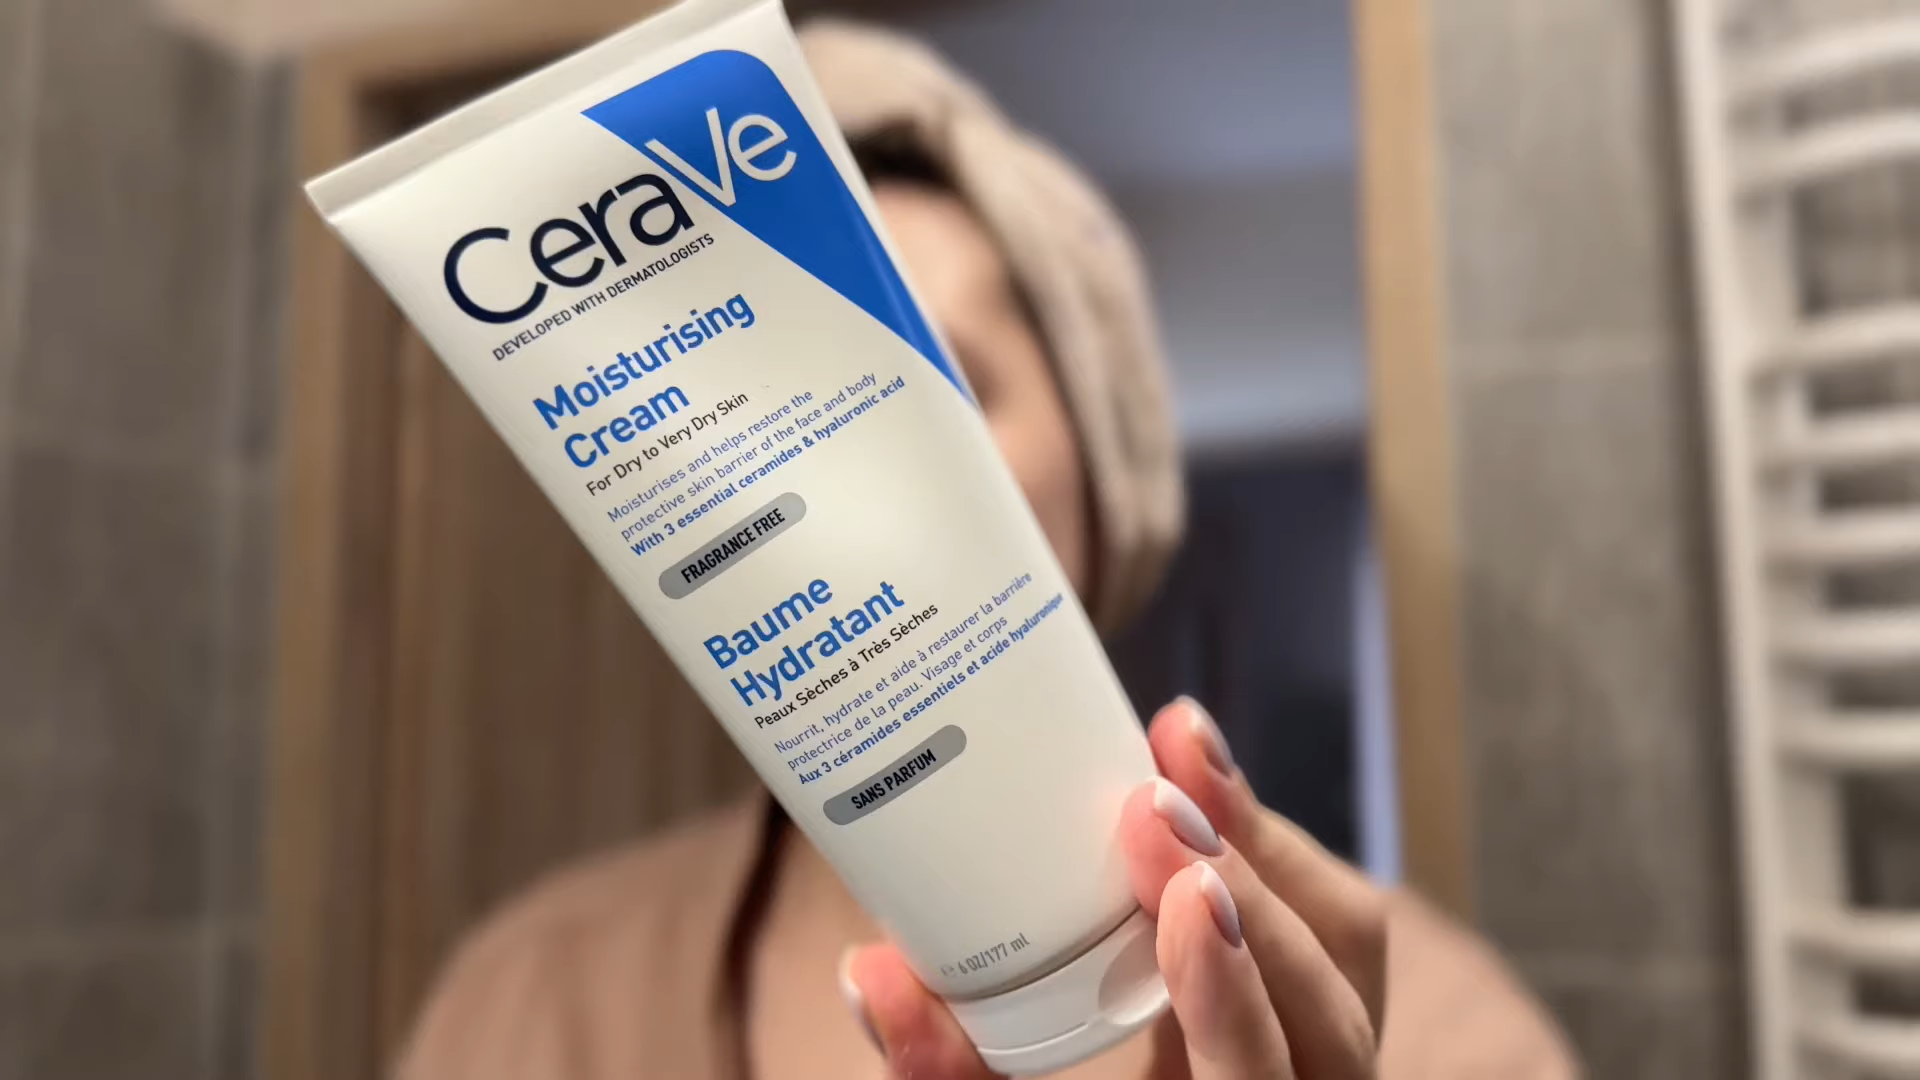 CeraVe
DEVELOPED WITH DERMATOLOGISTS
Moisturising
Cream
For Dry to Very Dry Skin
Moisturises and helps restore the
protective skin barrier of the face and body
With 3 essential ceramides & hyaluronic acid
FRAGRANCE FREE
Baume
Hydratant
Peaux Sèches à Très Sèches
Nourrit, hydrate et aide à restaurer la barrière
protectrice de la peau. Visage et corps
Aux 3 céramides essentiels et acide hyaluronique
SANS PARFUM
℮ 6 OZ/177 ml